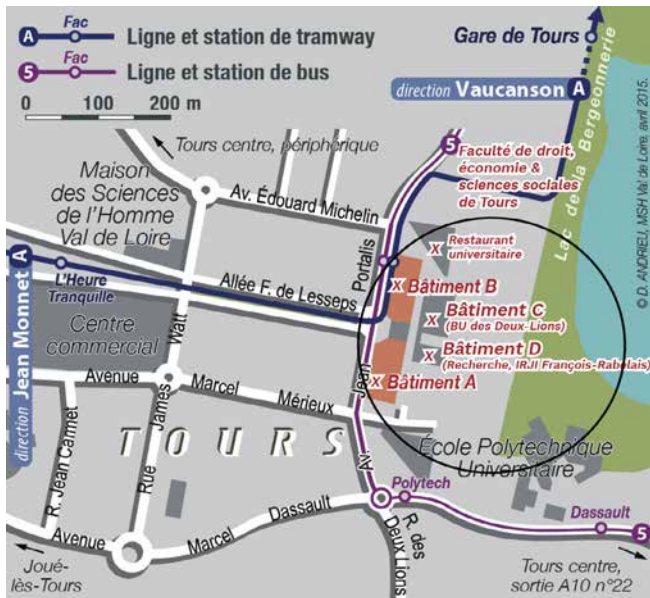 A Fac Ligne et station de tramway
5 Fac Ligne et station de bus
0 100 200 m
Gare de Tours
direction Vaucanson A
Tours centre, périphérique
5
Faculté de droit,
économie &
sciences sociales
de Tours
Maison
des Sciences
de l'Homme
Val de Loire
Av. Édouard Michelin
Lac de la Bergeonnerie
© D. ANDRIEU, MSH Val de Loire, avril 2015.
Portalis
X Restaurant
universitaire
A
L'Heure
Tranquille
Allée F. de Lesseps
X Bâtiment B
X Bâtiment C
(BU des Deux-Lions)
X Bâtiment D
(Recherche, IRJI François-Rabelais)
X Bâtiment A
Centre
commercial
direction Jean Monnet
Avenue Marcel Mérieux
Rue James Watt
Av. Jean
R. Jean Carmet
TOURS
École Polytechnique
Universitaire
Polytech
Dassault
5
Avenue Marcel Dassault
R. des
Deux Lions
Joué-
lès-Tours
Tours centre,
sortie A10 n°22